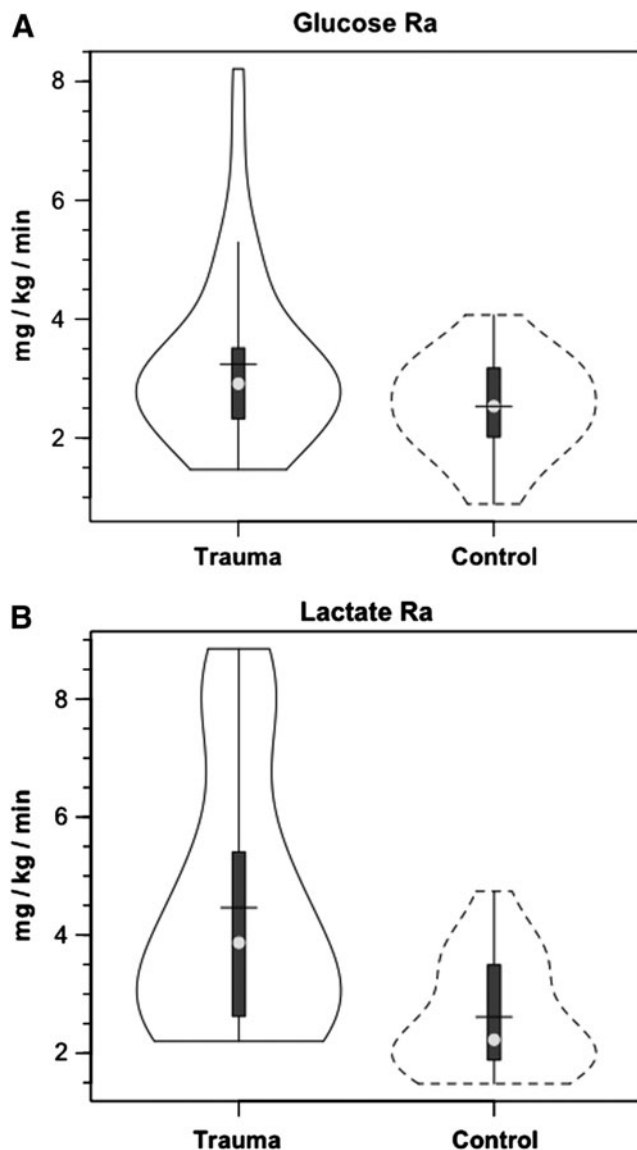 A
Glucose Ra
8
6
4
2
mg / kg / min
Trauma Control
B
Lactate Ra
8
6
4
2
mg / kg / min
Trauma Control